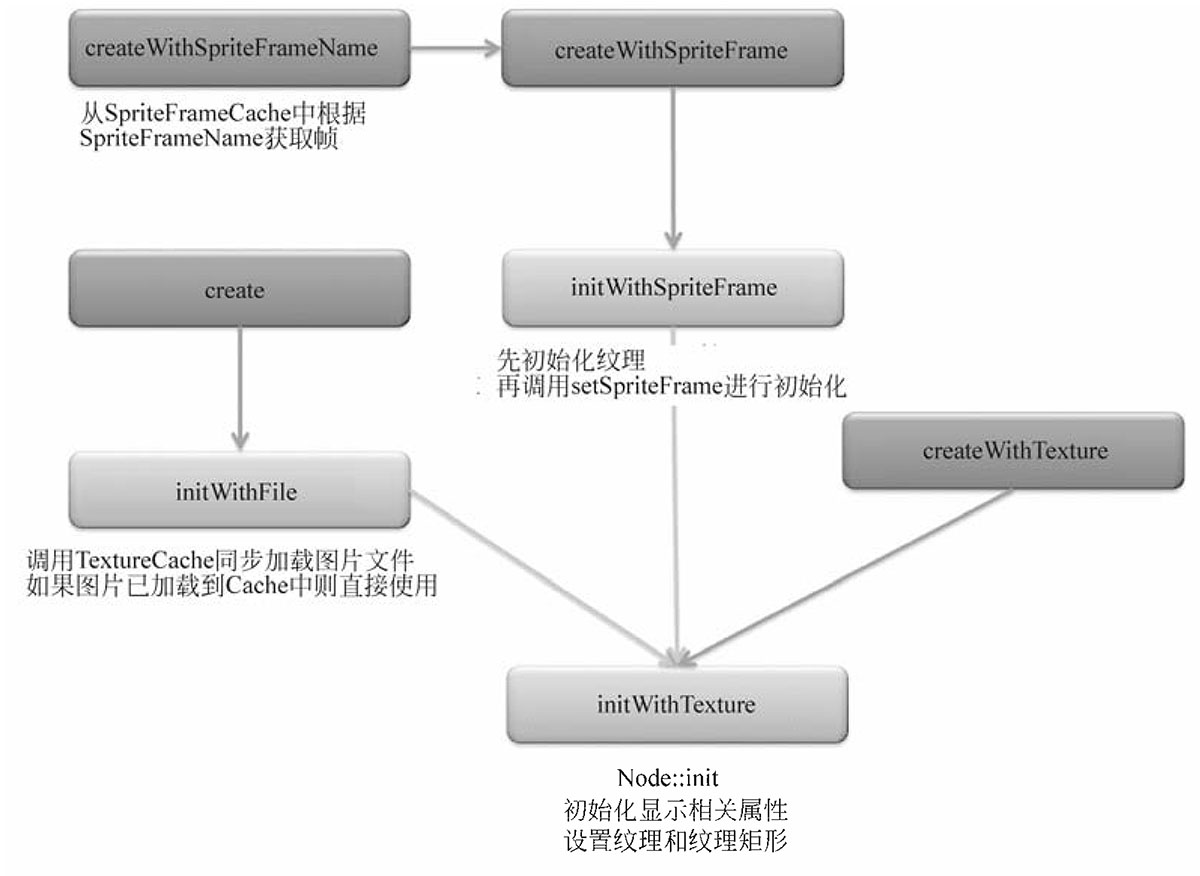 createWithSpriteFrameName
createWithSpriteFrame
从SpriteFrameCache中根据
SpriteFrameName获取帧
create
initWithSpriteFrame
先初始化纹理
再调用setSpriteFrame进行初始化
createWithTexture
initWithFile
调用TextureCache同步加载图片文件
如果图片已加载到Cache中则直接使用
initWithTexture
Node::init
初始化显示相关属性
设置纹理和纹理矩形